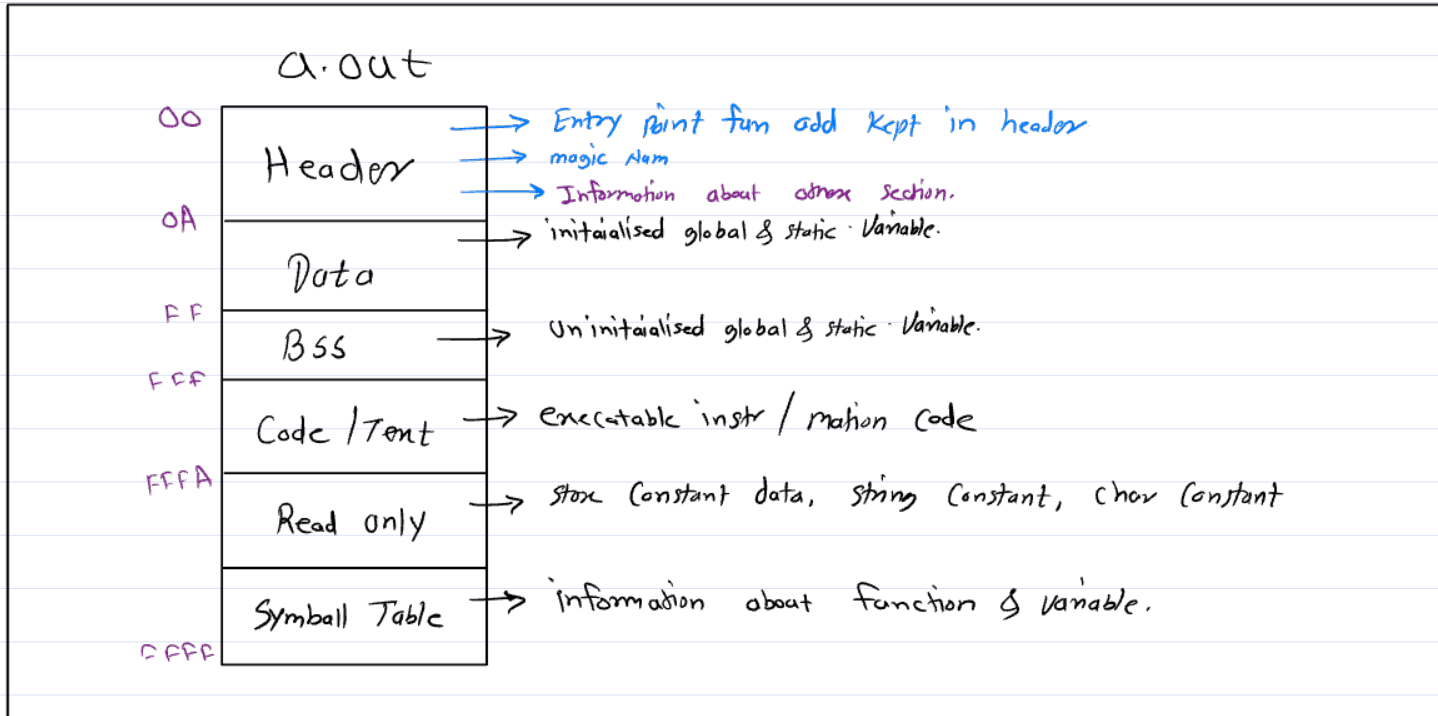 a.out
00
Header
Entry point fun add kept in header
magic Num
Information about other section.
0A
Data
initaialised global & static Variable.
FF
BSS
Uninitaialised global & static Variable.
FFF
Code/Text
executable instr / mation code
FFFA
Read only
store Constant data, string Constant, char Constant
Symball Table
information about function & variable.
FFFF